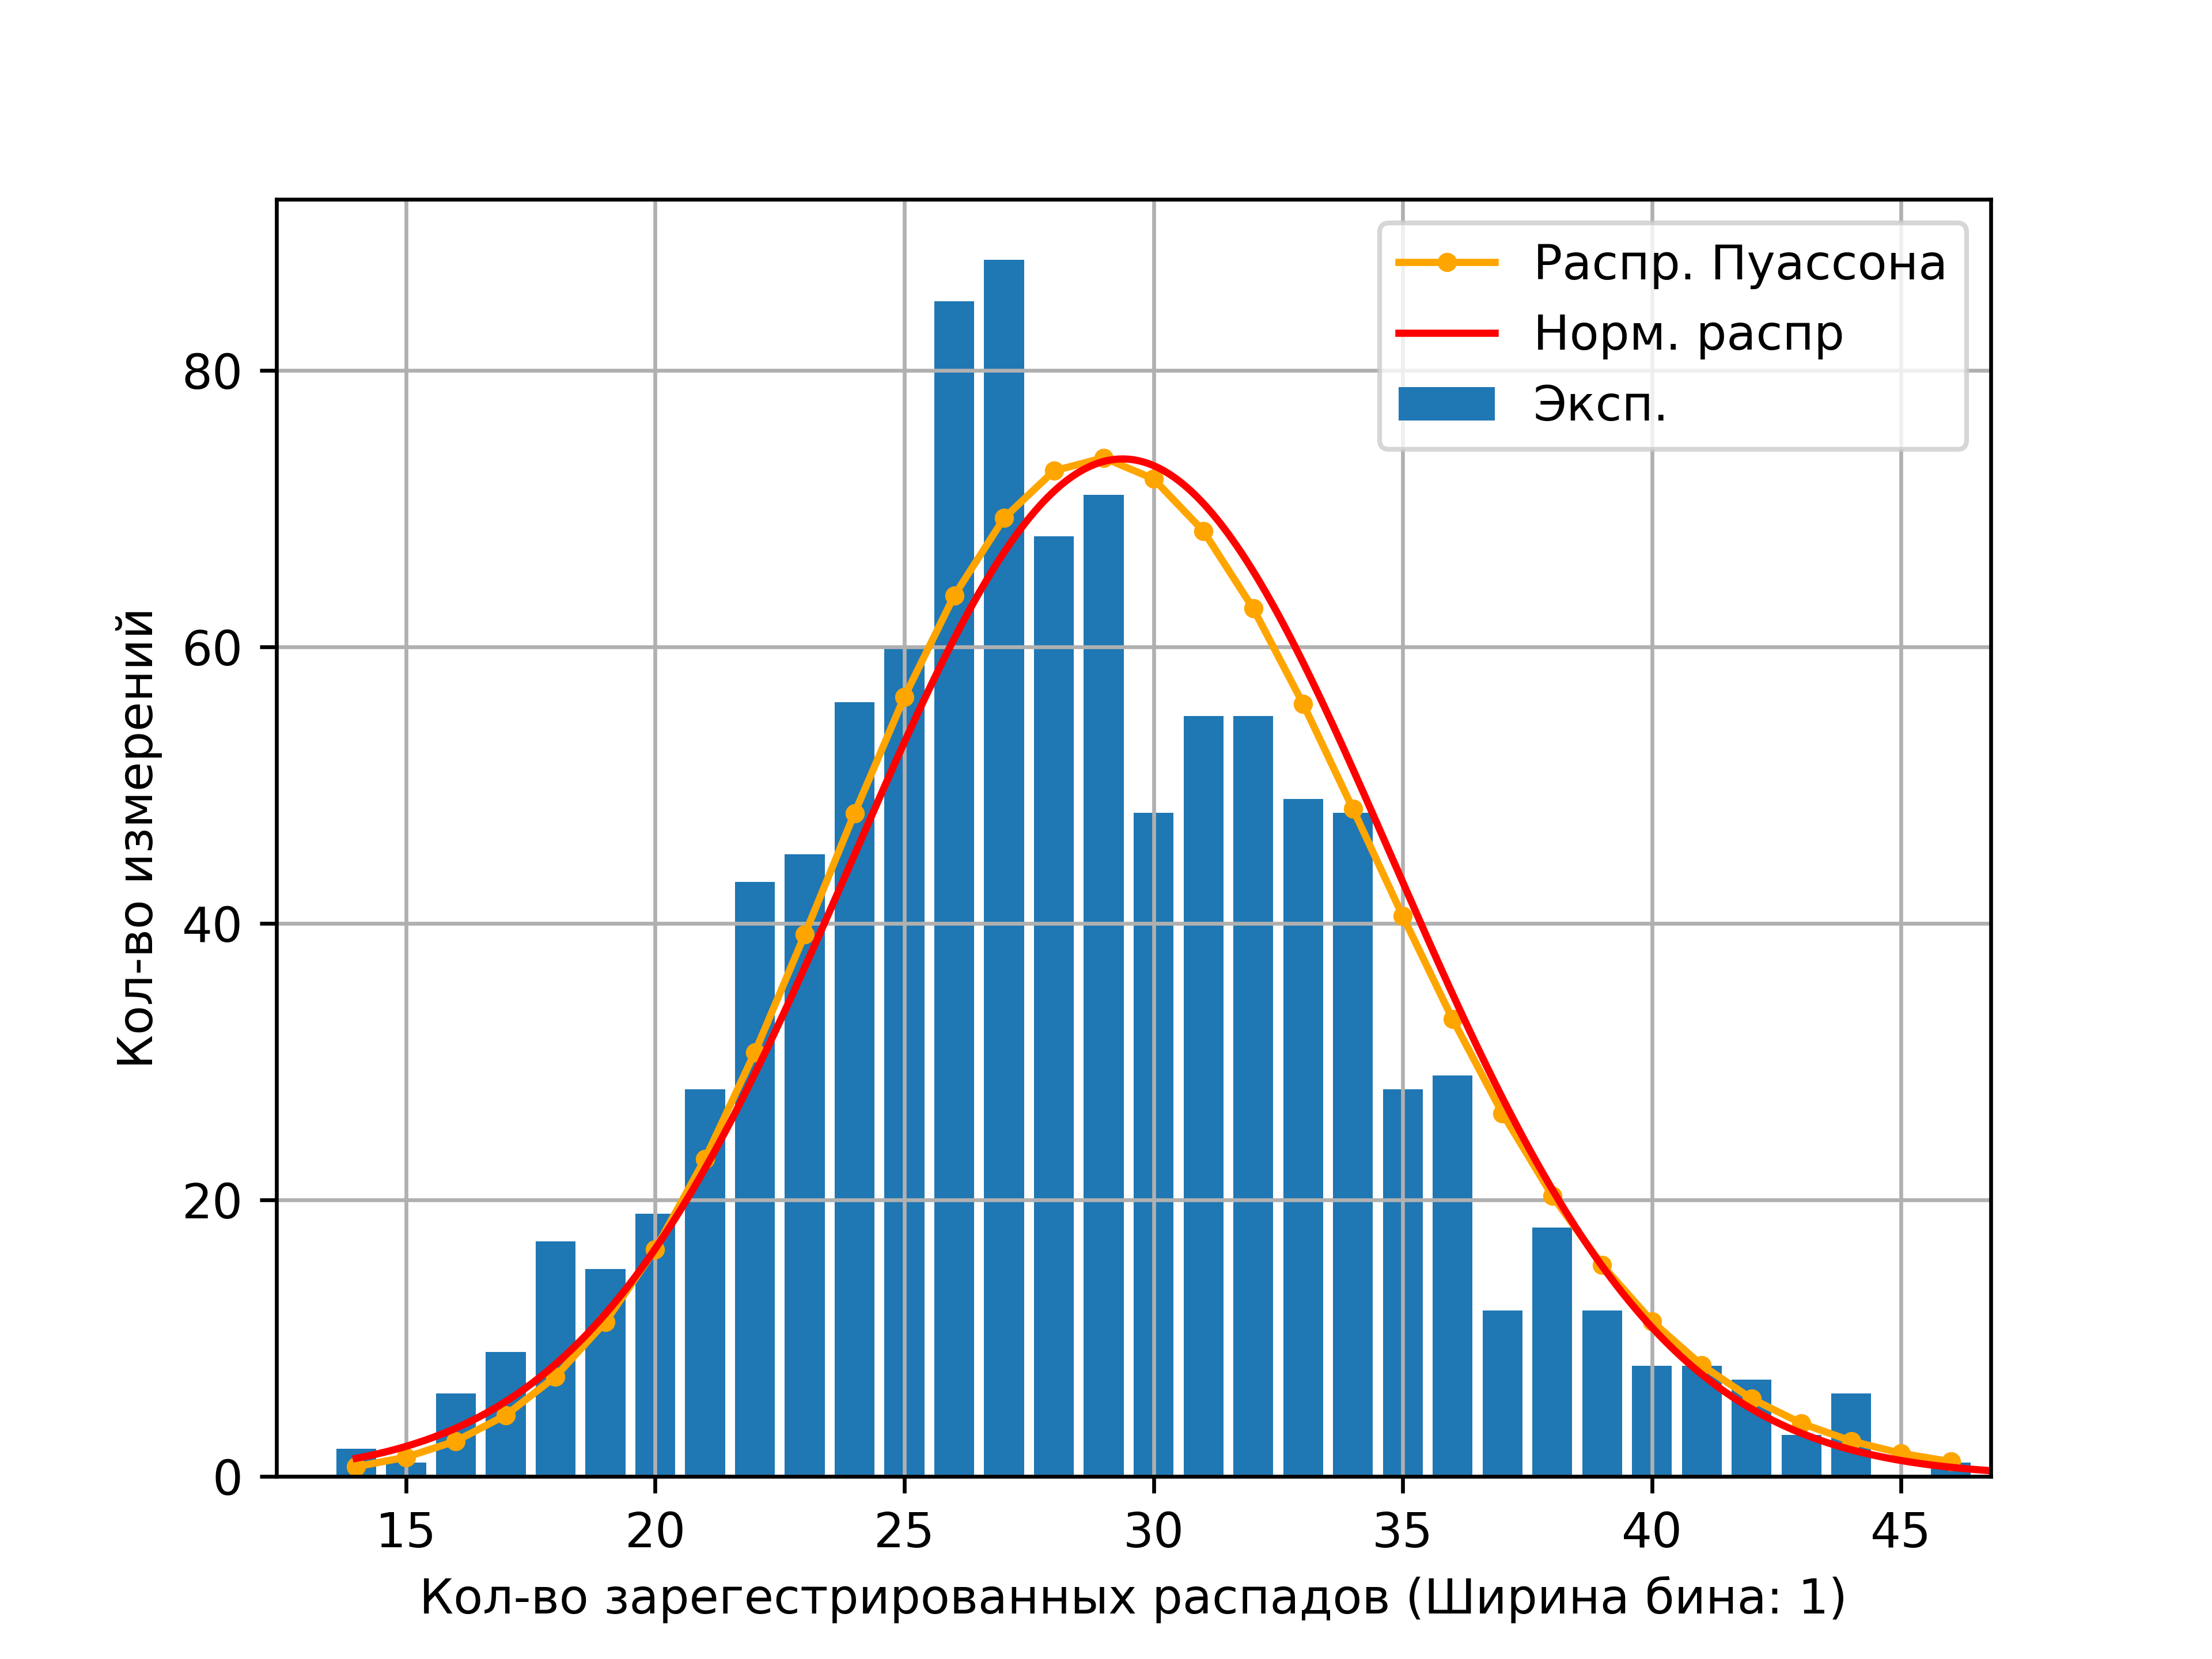 Распр. Пуассона
Норм. распр
Эксп.
Кол-во измерений
80
60
40
20
0
15 20 25 30 35 40 45
Кол-во зарегестрированных распадов (Ширина бина: 1)